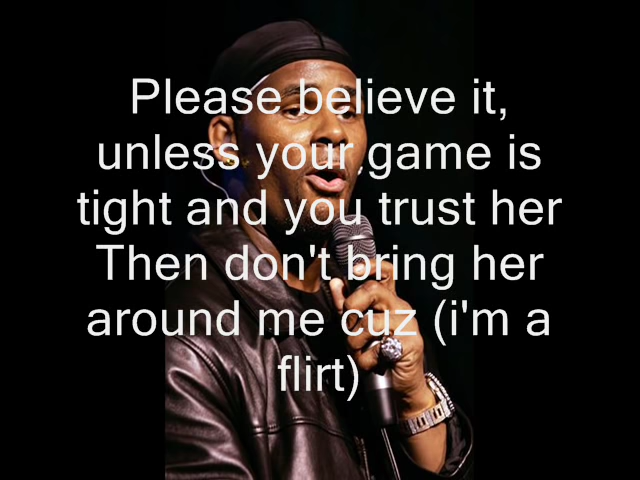 Please believe it,
unless your game is
tight and you trust her
Then don't bring her
around me cuz (i'm a
flirt)